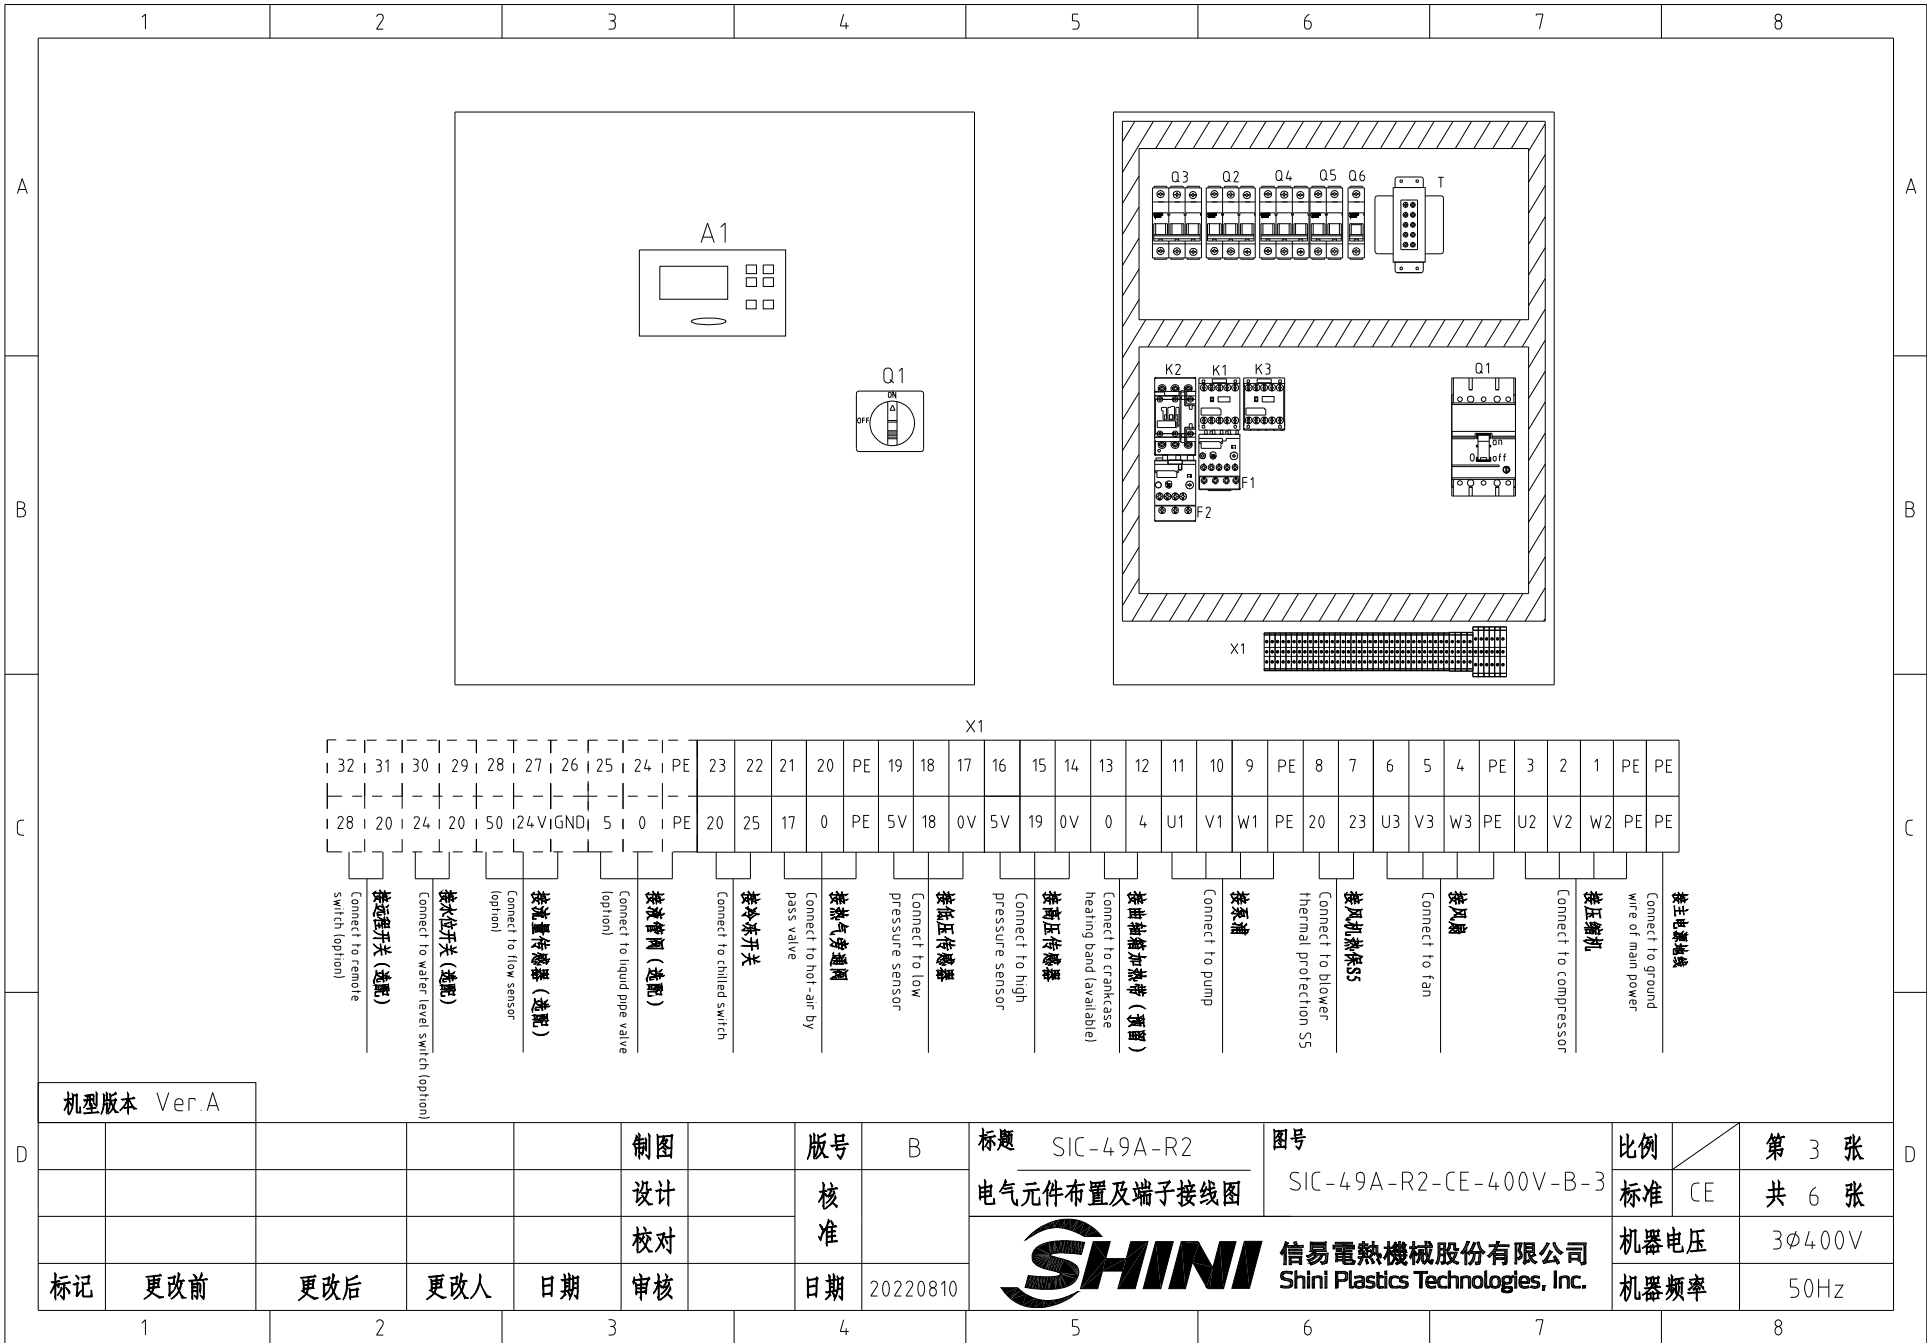 1 2 3 4 5 6 7 8
A
A
B
B
C
C
D
D
A1
Q1
ON
OFF
Q3 Q2 Q4 Q5 Q6 T
K2 K1 K3 Q1
on
O off
F1
F2
X1
X1
32 31 30 29 28 27 26 25 24 PE 23 22 21 20 PE 19 18 17 16 15 14 13 12 11 10 9 PE 8 7 6 5 4 PE 3 2 1 PE PE
28 20 24 20 50 24V GND 5 0 PE 20 25 17 0 PE 5V 18 0V 5V 19 0V 0 4 U1 V1 W1 PE 20 23 U3 V3 W3 PE U2 V2 W2 PE PE
接远程开关（选配）
Connect to remote
switch (option)
接水位开关（选配）
Connect to water level switch (option)
接流量传感器（选配）
Connect to flow sensor
(option)
接液管阀（选配）
Connect to liquid pipe valve
(option)
接冷冻开关
Connect to chilled switch
接热气旁通阀
Connect to hot-air by
pass valve
接低压传感器
Connect to low
pressure sensor
接高压传感器
Connect to high
pressure sensor
接曲轴箱加热带（预留）
Connect to crankcase
heating band (available)
接泵浦
Connect to pump
接风机热保S5
Connect to blower
thermal protection S5
接风扇
Connect to fan
接压缩机
Connect to compressor
接主电源地线
Connect to ground
wire of main power
机型版本 Ver.A
制图
设计
校对
审核
标记 更改前 更改后 更改人 日期
版号 B
核
准
日期 20220810
标题 SIC-49A-R2
电气元件布置及端子接线图
图号
SIC-49A-R2-CE-400V-B-3
比例
第 3 张
标准 CE
共 6 张
机器电压 3Φ400V
机器频率 50Hz
SHINI
信易電熱機械股份有限公司
Shini Plastics Technologies, Inc.
1 2 3 4 5 6 7 8